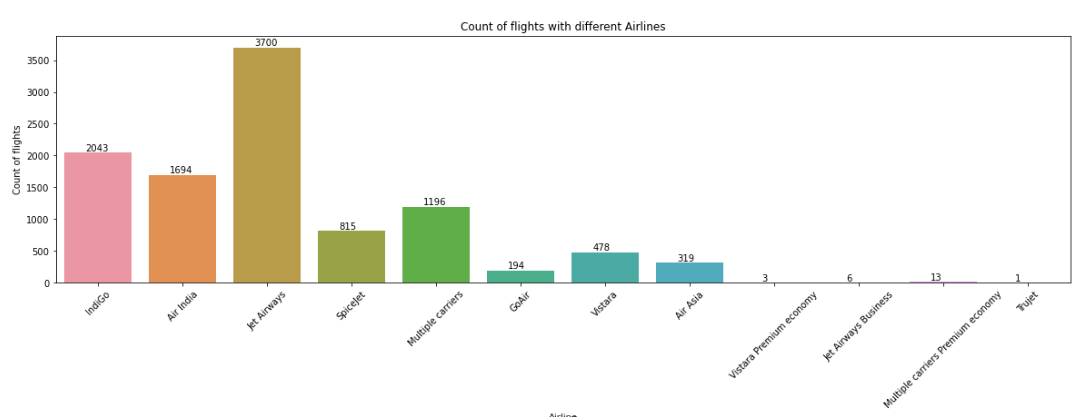 Count of flights with different Airlines
Count of flights
3500
3000
2500
2000
1500
1000
500
0
2043
1694
3700
815
1196
194
478
319
3
6
13
1
IndiGo
Air India
Jet Airways
SpiceJet
Multiple carriers
GoAir
Vistara
Air Asia
Vistara Premium economy
Jet Airways Business
Multiple carriers Premium economy
Trujet
Airline